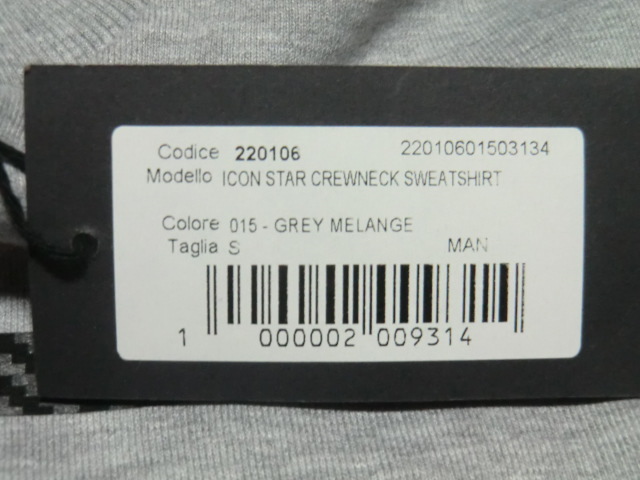 Codice 220106 22010601503134
Modello ICON STAR CREWNECK SWEATSHIRT
Colore 015 - GREY MELANGE
Taglia S MAN
1 000002 009314